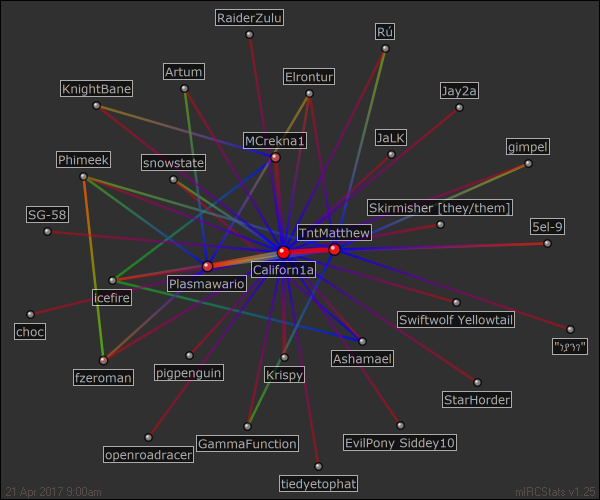 RaiderZulu
Rú
Artum
Elrontur
KnightBane
Jay2a
MCrekna1
JaLK
gimpel
Phimeek
snowstate
SG-58
Skirmisher [they/them]
5el-9
TntMatthew
Californ1a
Plasmawario
icefire
Swiftwolf Yellowtail
choc
Ashamael
fzeroman
pigpenguin
Krispy
StarHorder
GammaFunction
EvilPony Siddey10
openroadracer
tiedyetophat
21 Apr 2017 9:00am
mIRCStats v1.25